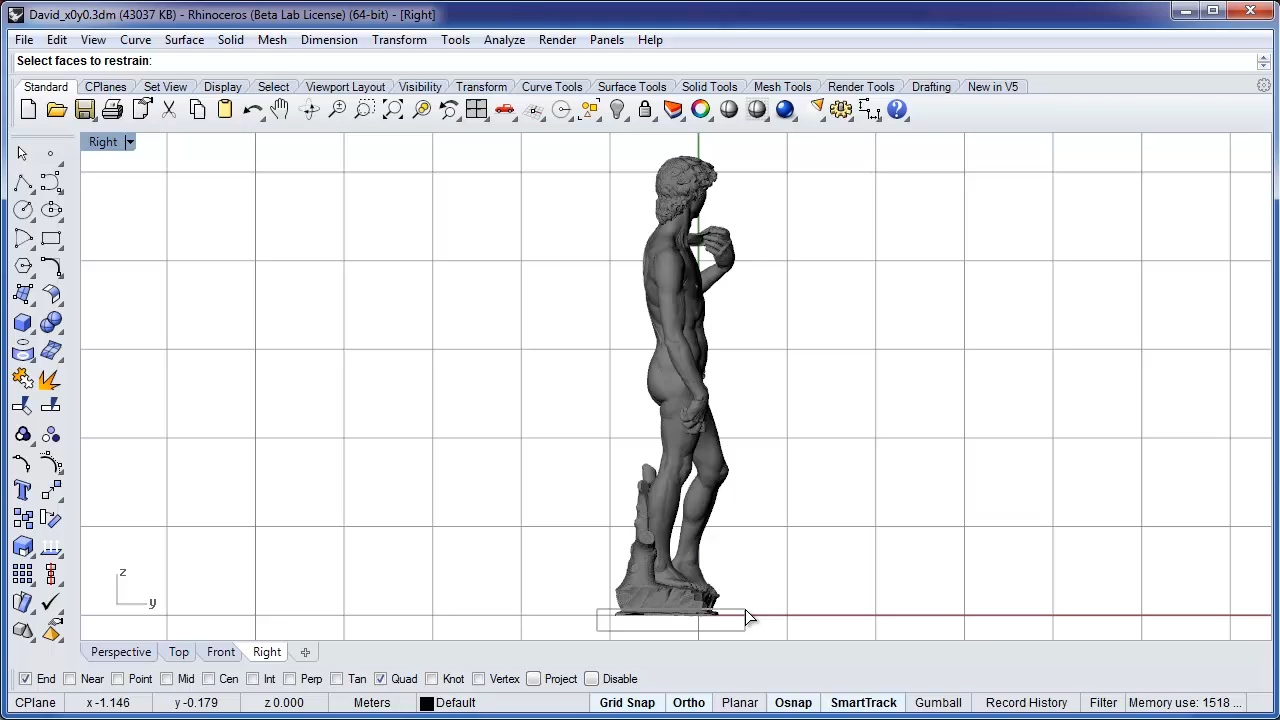 David_x0y0.3dm (43037 KB) - Rhinoceros (Beta Lab License) (64-bit) - [Right]
File Edit View Curve Surface Solid Mesh Dimension Transform Tools Analyze Render Panels Help
Select faces to restrain:
Standard CPlanes Set View Display Select Viewport Layout Visibility Transform Curve Tools Surface Tools Solid Tools Mesh Tools Render Tools Drafting New in V5
Right
z
y
Perspective Top Front Right
End Near Point Mid Cen Int Perp Tan Quad Knot Vertex Project Disable
CPlane x -1.146 y -0.179 z 0.000 Meters Default Grid Snap Ortho Planar Osnap SmartTrack Gumball Record History Filter Memory use: 1518 ...